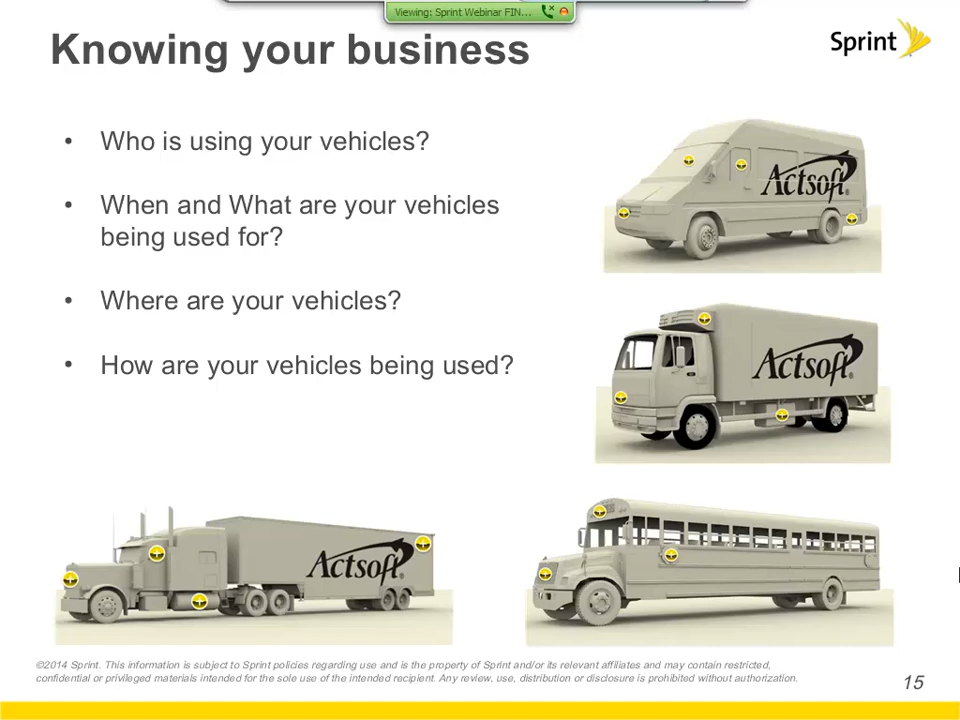 Viewing: Sprint Webinar FIN...
Knowing your business
Sprint
• Who is using your vehicles?
• When and What are your vehicles
being used for?
• Where are your vehicles?
• How are your vehicles being used?
Actsoft®
Actsoft®
Actsoft®
©2014 Sprint. This information is subject to Sprint policies regarding use and is the property of Sprint and/or its relevant affiliates and may contain restricted,
confidential or privileged materials intended for the sole use of the intended recipient. Any review, use, distribution or disclosure is prohibited without authorization.
15